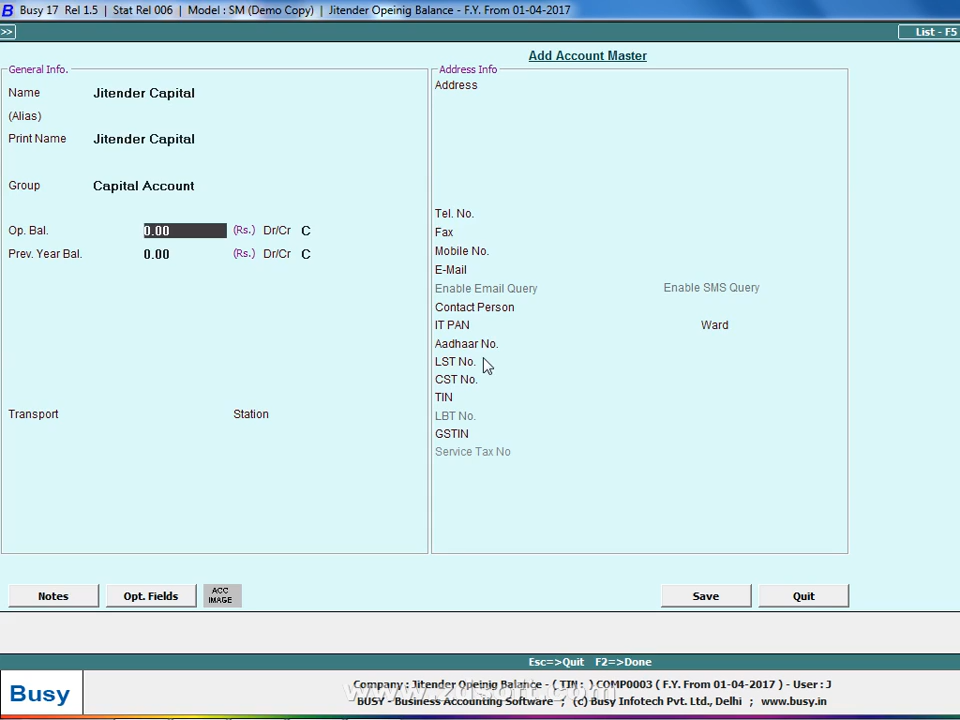 B Busy 17 Rel 1.5 | Stat Rel 006 | Model : SM (Demo Copy) | Jitender Opeinig Balance - F.Y. From 01-04-2017
>> List - F5
Add Account Master
General Info.
Name Jitender Capital
(Alias)
Print Name Jitender Capital
Group Capital Account
Op. Bal. 0.00 (Rs.) Dr/Cr C
Prev. Year Bal. 0.00 (Rs.) Dr/Cr C
Transport Station
Address Info
Address
Tel. No.
Fax
Mobile No.
E-Mail
Enable Email Query Enable SMS Query
Contact Person
IT PAN Ward
Aadhaar No.
LST No.
CST No.
TIN
LBT No.
GSTIN
Service Tax No
Notes Opt. Fields ACC IMAGE Save Quit
Esc=>Quit F2=>Done
Busy
Company : Jitender Opeinig Balance - ( TIN : ) COMP0003 ( F.Y. From 01-04-2017 ) - User : J
www.zdsoft.com
BUSY - Business Accounting Software ; (c) Busy Infotech Pvt. Ltd., Delhi ; www.busy.in